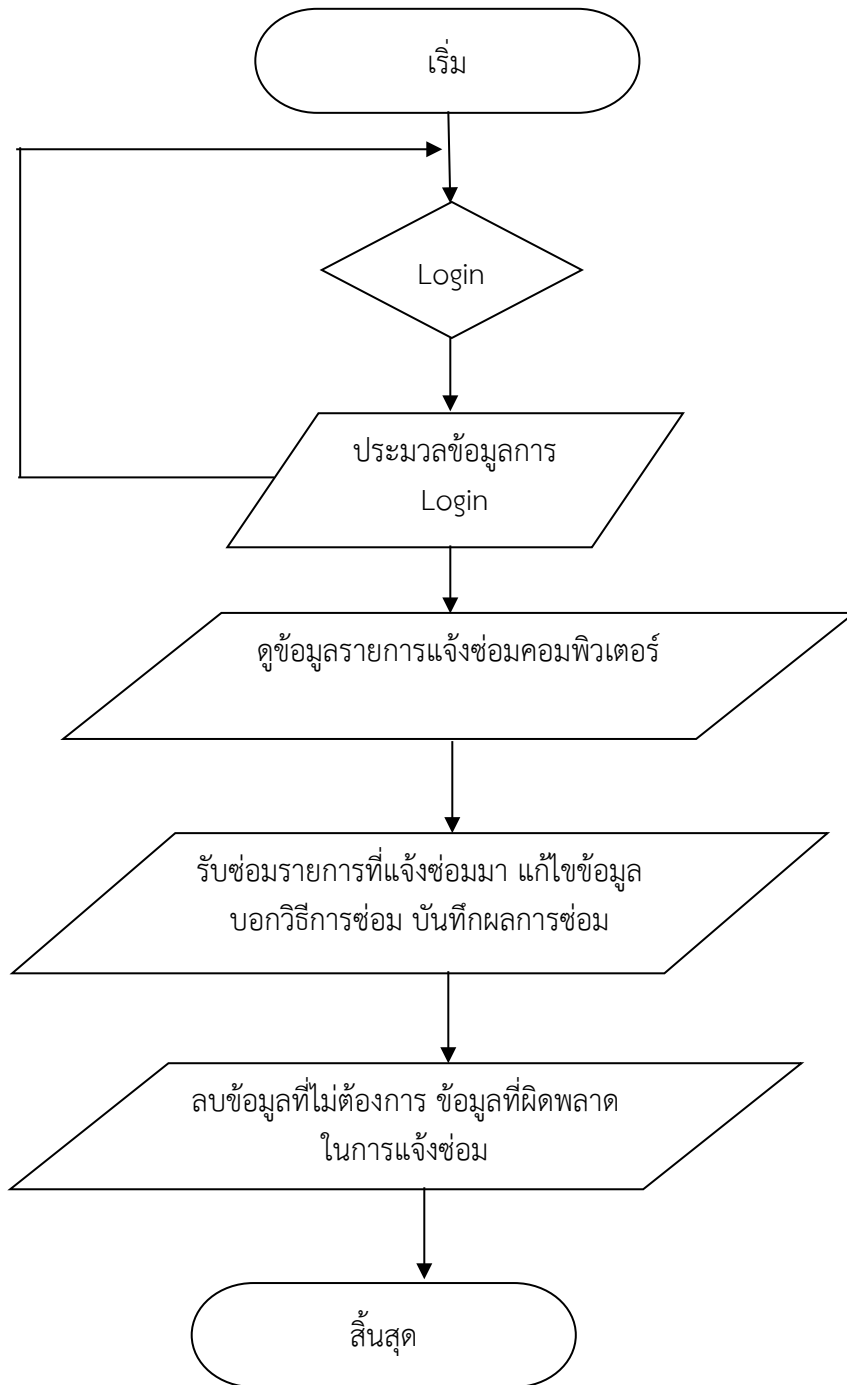 เริ่ม
Login
ประมวลข้อมูลการ
Login
ดูข้อมูลรายการแจ้งซ่อมคอมพิวเตอร์
รับซ่อมรายการที่แจ้งซ่อมมา แก้ไขข้อมูล
บอกวิธีการซ่อม บันทึกผลการซ่อม
ลบข้อมูลที่ไม่ต้องการ ข้อมูลที่ผิดพลาด
ในการแจ้งซ่อม
สิ้นสุด